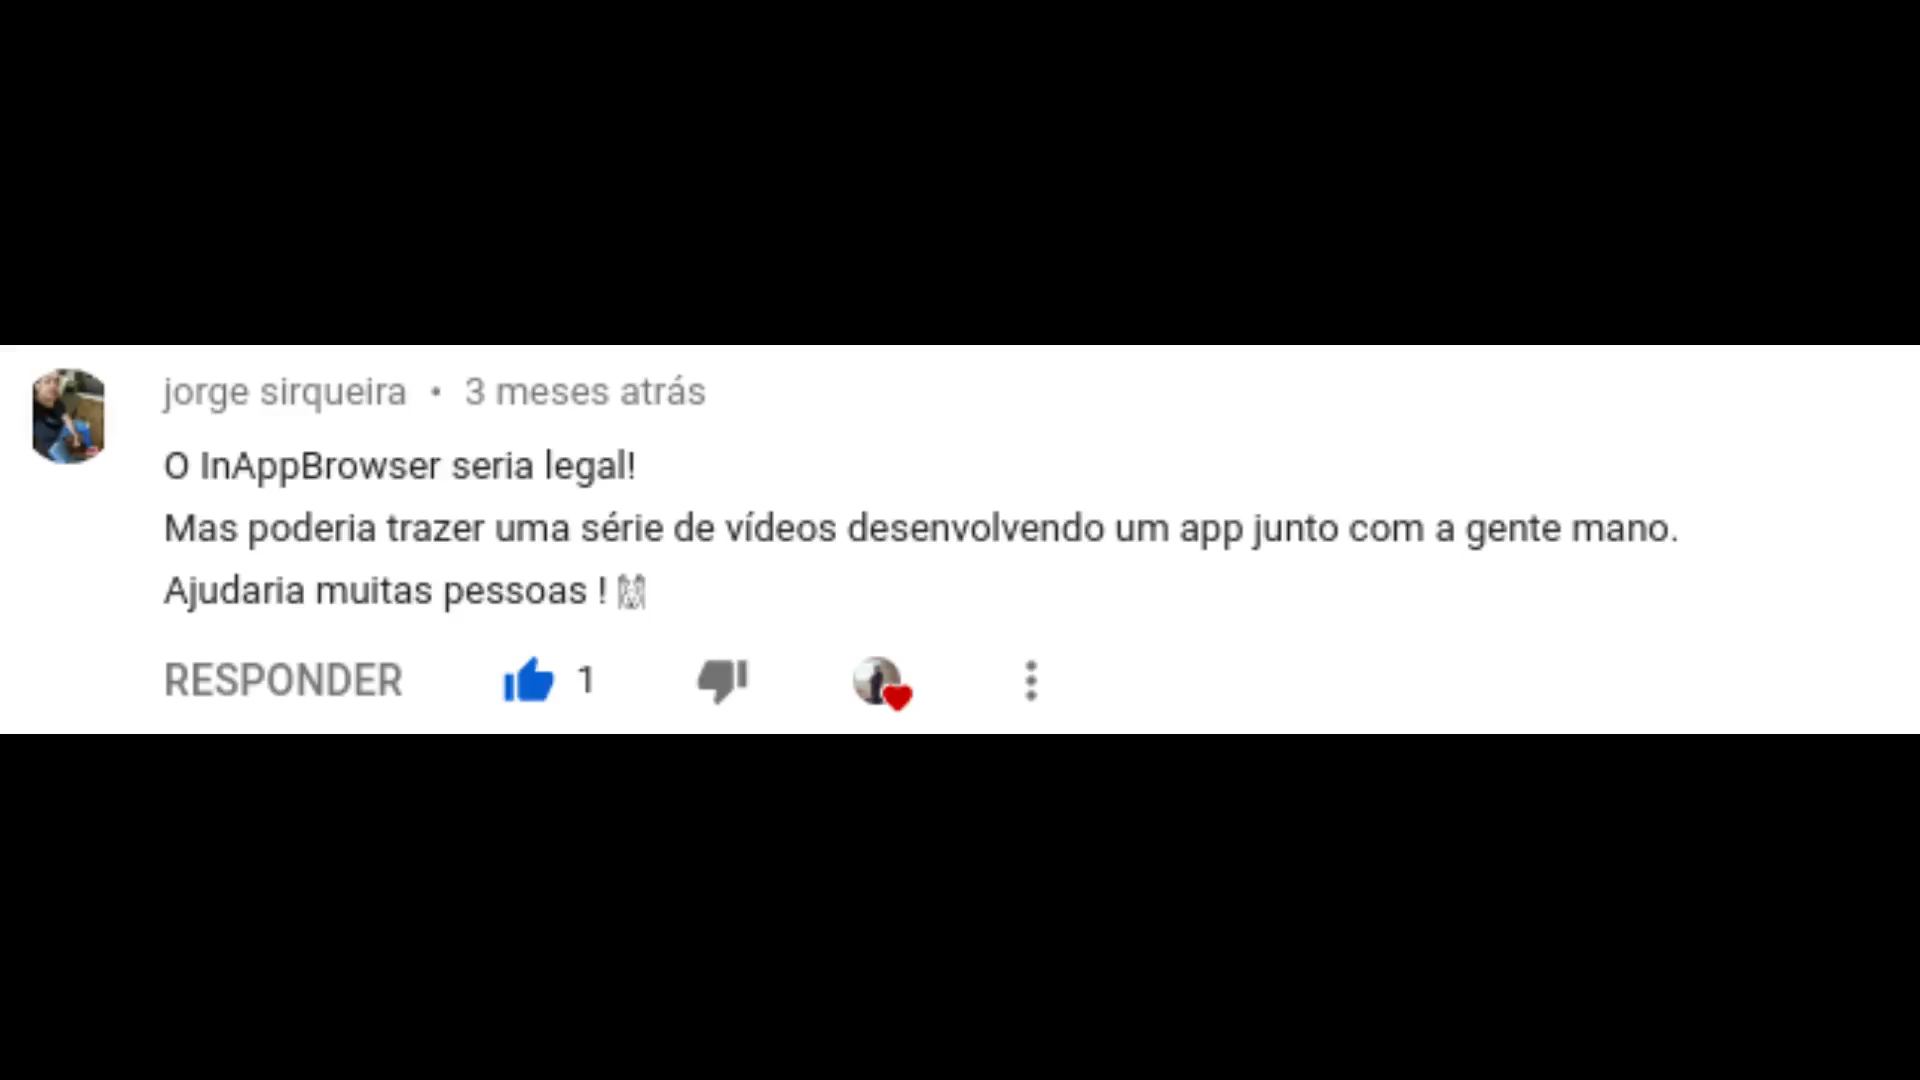 jorge sirqueira • 3 meses atrás
O InAppBrowser seria legal!
Mas poderia trazer uma série de vídeos desenvolvendo um app junto com a gente mano.
Ajudaria muitas pessoas ! 🙌
RESPONDER 1